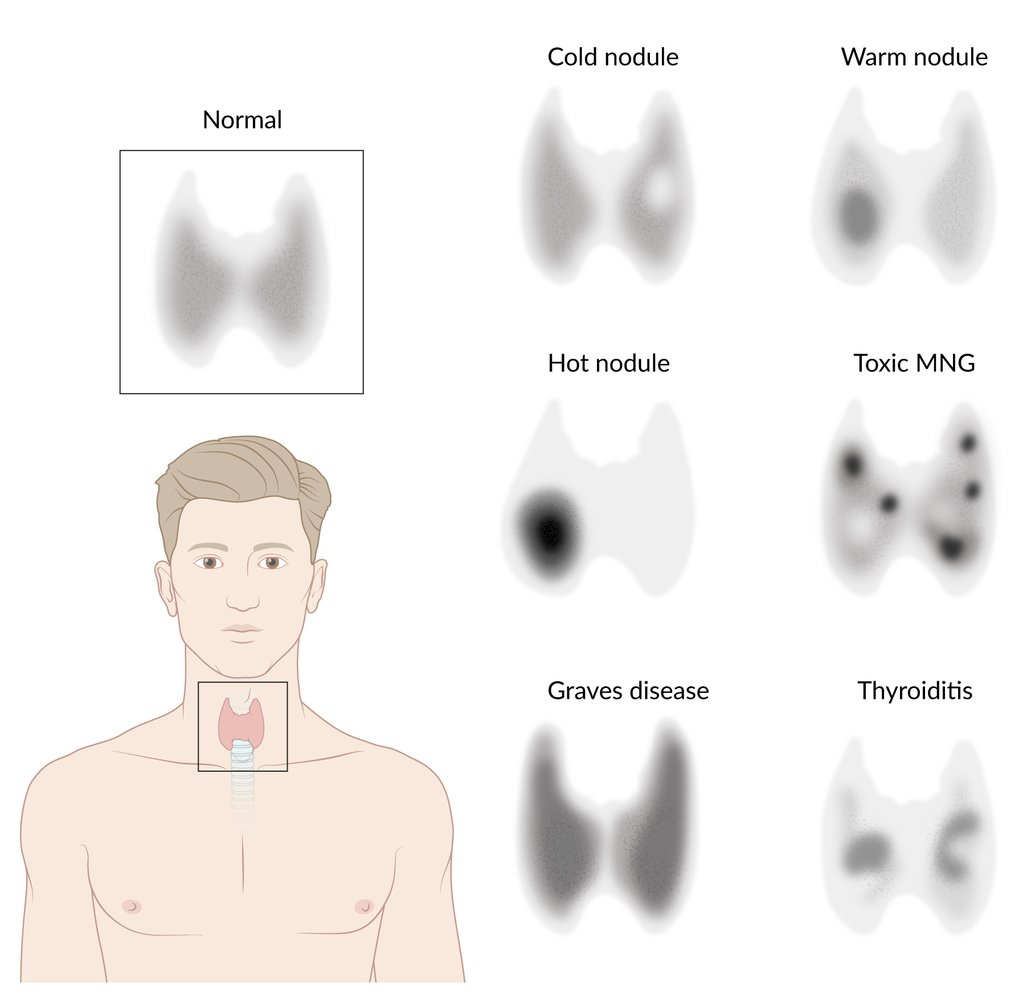 Normal
Cold nodule
Warm nodule
Hot nodule
Toxic MNG
Graves disease
Thyroiditis